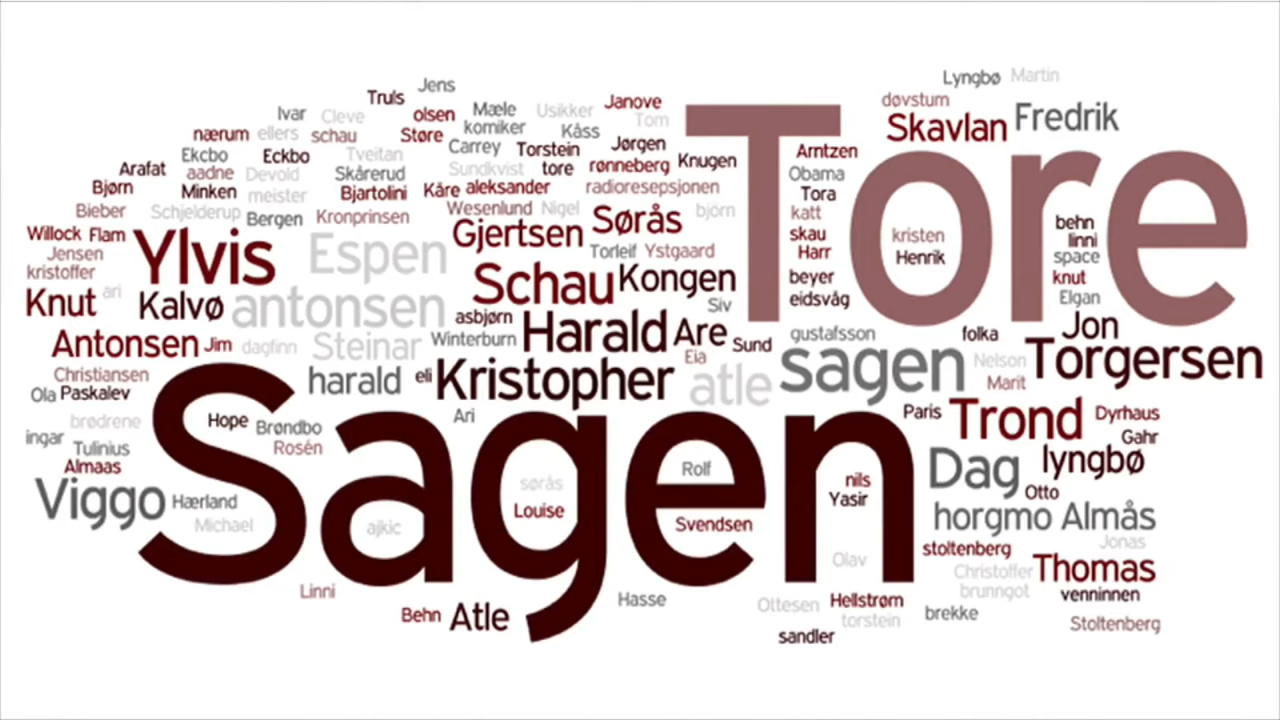 Jens Lyngbø Martin
Truls døvstum
Ivar Cleve olsen Mæle Usikker Janove Tore Skavlan Fredrik
nærum ellers schau Støre komiker Kåss Tom
Ekcbo Eckbo Tveitan Carrey Torstein Jørgen Arntzen
Arafat aadne Devold Skårerud Sundkvist tore rønneberg Knugen Obama
Bjørn Minken meister Bjartolini Kåre aleksander radioresepsjonen Tora
Bieber Schjelderup Bergen Kronprinsen Wesenlund Nigel Sørås björn katt
Willock Flam Ylvis Espen Gjertsen skau kristen behn linni
Jensen Torleif Ystgaard Harr Henrik space
kristoffer Schau Kongen beyer knut
Knut ari Kalvø antonsen asbjørn Siv eidsvåg Elgan
Antonsen Jim dagfinn Steinar Winterburn Harald Are Sund gustafsson folka Jon
Christiansen harald eli Kristopher Eia atle sagen Nelson Torgersen
Ola Paskalev Marit
brødrene Sagen Hope Brøndbo Ari Paris Trond Dyrhaus
ingar Tulinius Rosén Gahr
Almaas Rolf Dag lyngbø
Viggo Hærland sørås nils Otto
Michael ajkic Louise Svendsen Yasir horgmo Almås
stoltenberg Jonas
Olav Christoffer Thomas
Linni Hasse brunngot venninnen
Behn Atle Ottesen Hellstrøm brekke
torstein Stoltenberg
sandler